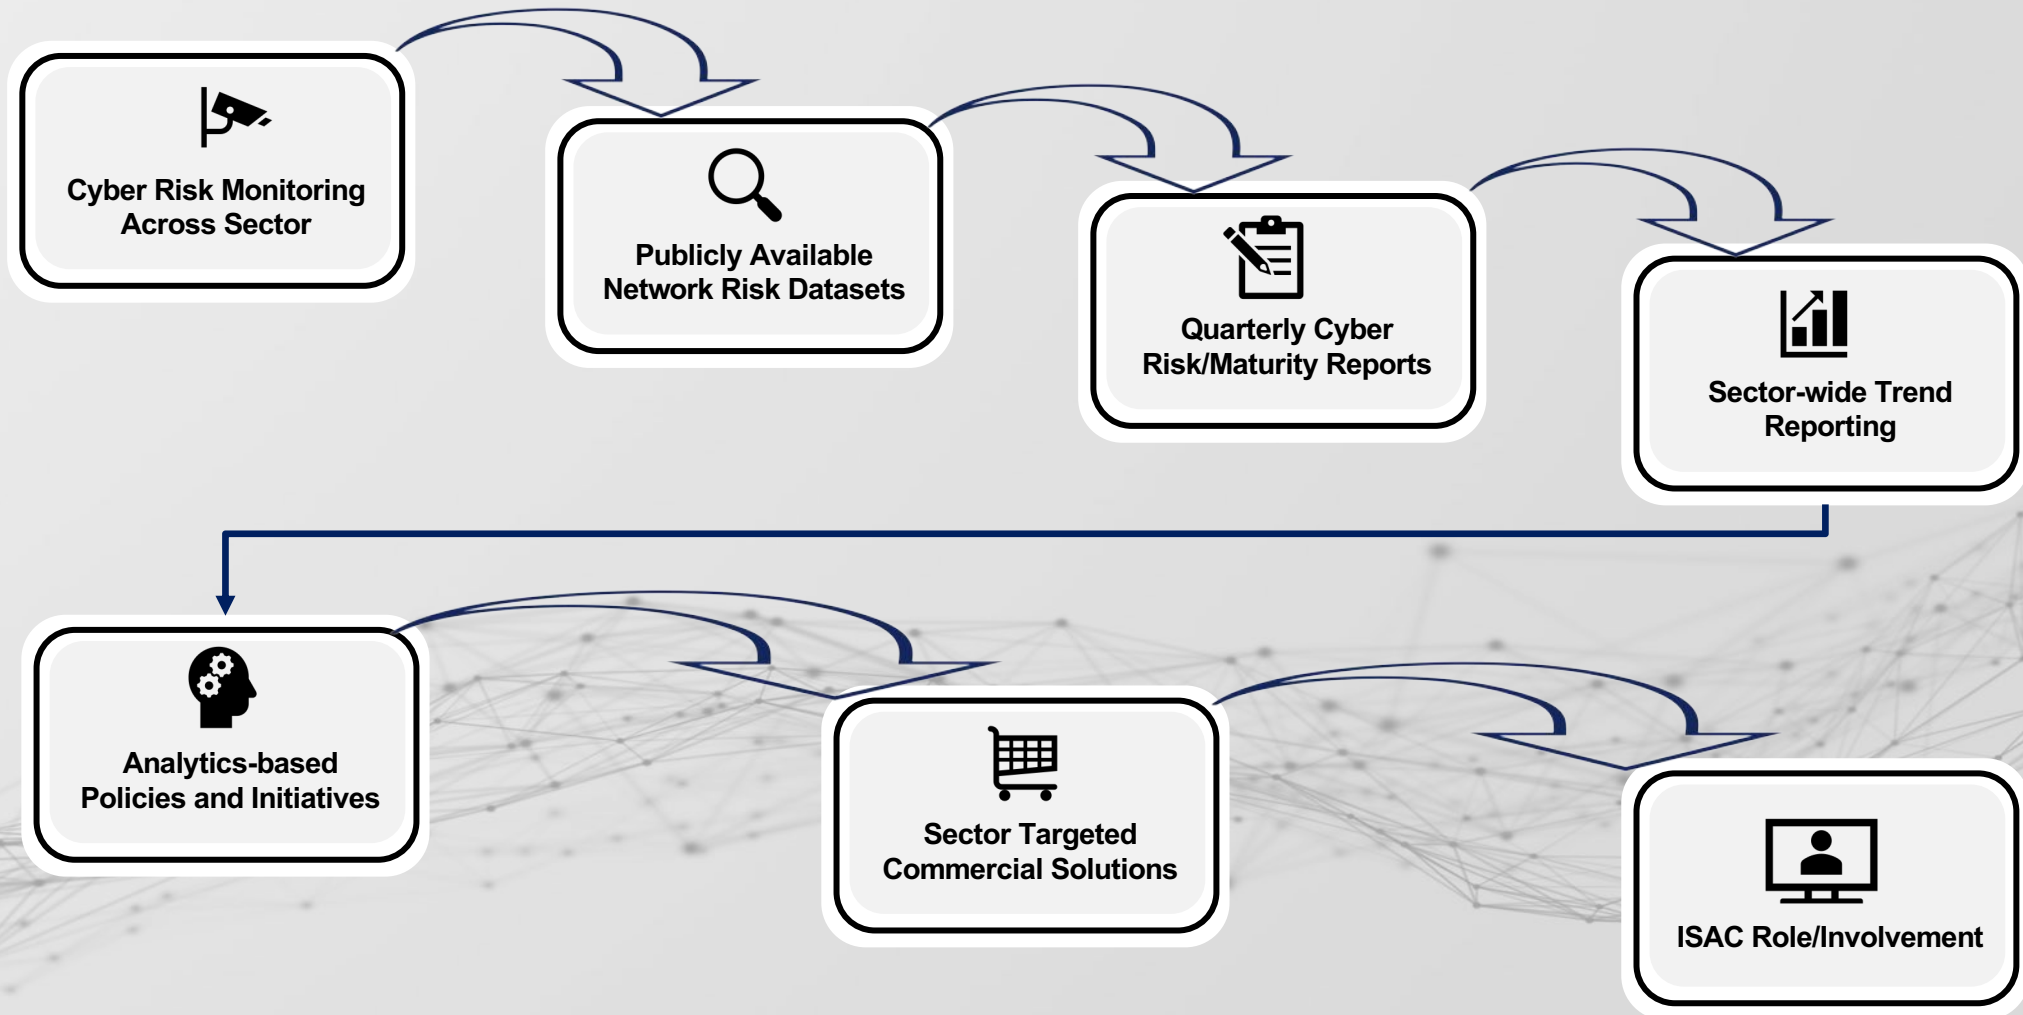 Cyber Risk Monitoring
Across Sector
Publicly Available
Network Risk Datasets
Quarterly Cyber
Risk/Maturity Reports
Sector-wide Trend
Reporting
Analytics-based
Policies and Initiatives
Sector Targeted
Commercial Solutions
ISAC Role/Involvement